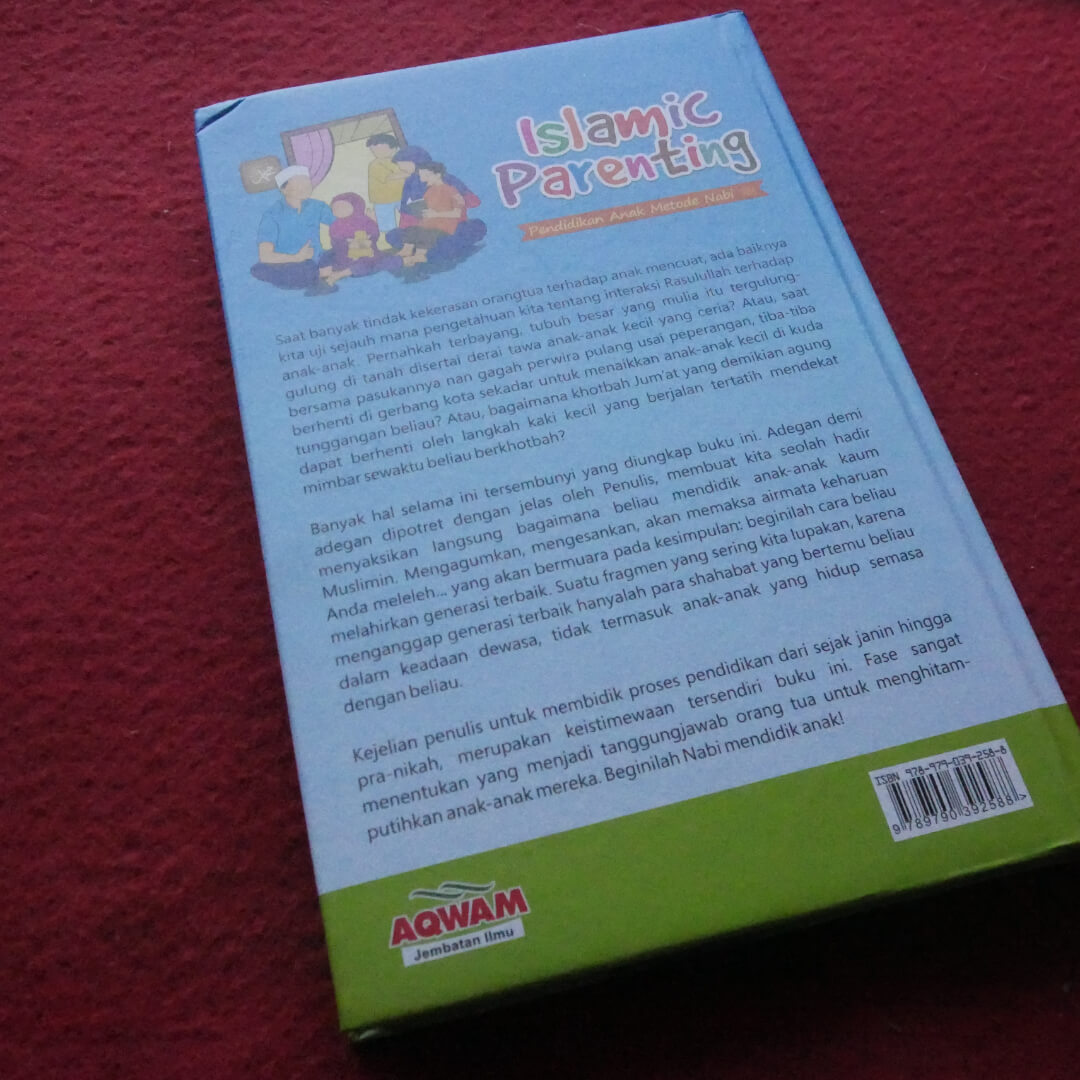 Islamic
Parenting
Pendidikan Anak Metode Nabi
Saat banyak tindak kekerasan orangtua terhadap anak mencuat, ada baiknya
kita uji sejauh mana pengetahuan kita tentang interaksi Rasulullah terhadap
anak-anak. Pernahkah terbayang, tubuh besar yang mulia itu tergulung-
gulung di tanah disertai derai tawa anak-anak kecil yang ceria? Atau, saat
bersama pasukannya nan gagah perwira pulang usai peperangan, tiba-tiba
berhenti di gerbang kota sekadar untuk menaikkan anak-anak kecil di kuda
tunggangan beliau? Atau, bagaimana khotbah Jum'at yang demikian agung
dapat berhenti oleh langkah kaki kecil yang berjalan tertatih mendekat
mimbar sewaktu beliau berkhotbah?
Banyak hal selama ini tersembunyi yang diungkap buku ini. Adegan demi
adegan dipotret dengan jelas oleh Penulis, membuat kita seolah hadir
menyaksikan langsung bagaimana beliau mendidik anak-anak kaum
Muslimin. Mengagumkan, mengesankan, akan memaksa airmata keharuan
Anda meleleh... yang akan bermuara pada kesimpulan: beginilah cara beliau
melahirkan generasi terbaik. Suatu fragmen yang sering kita lupakan, karena
menganggap generasi terbaik hanyalah para shahabat yang bertemu beliau
dalam keadaan dewasa, tidak termasuk anak-anak yang hidup semasa
dengan beliau.
Kejelian penulis untuk membidik proses pendidikan dari sejak janin hingga
pra-nikah, merupakan keistimewaan tersendiri buku ini. Fase sangat
menentukan yang menjadi tanggungjawab orang tua untuk menghitam-
putihkan anak-anak mereka. Beginilah Nabi mendidik anak!
ISBN 978-979-039-258-8
9 789790 392588 >
AQWAM
Jembatan Ilmu